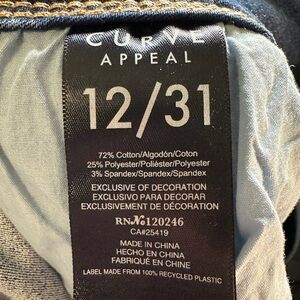 CURVE
APPEAL
12/31
72% Cotton/Algodón/Coton
25% Polyester/Poliéster/Polyester
3% Spandex/Spandex/Spandex
EXCLUSIVE OF DECORATION
EXCLUSIVO PARA DECORAR
EXCLUSIVEMENT DE DÉCORATION
RN№120246
CA#25419
MADE IN CHINA
HECHO EN CHINA
FABRIQUÉ EN CHINE
LABEL MADE FROM 100% RECYCLED PLASTIC